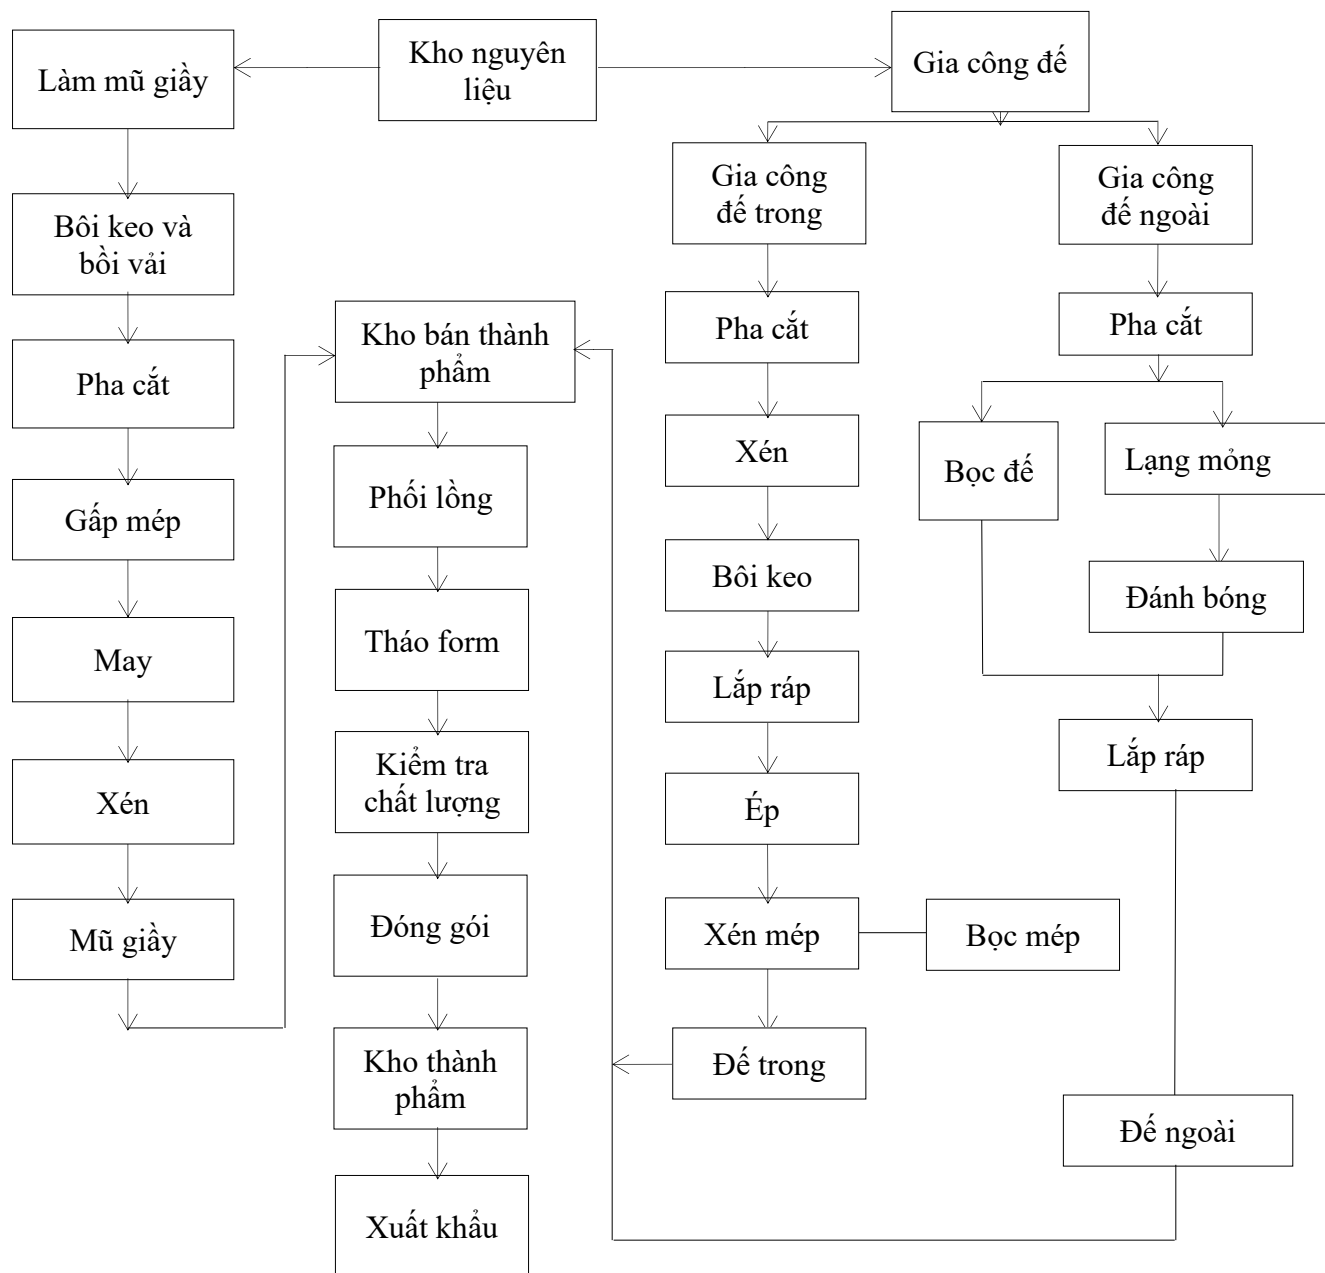 Làm mũ giầy
Kho nguyên
liệu
Gia công đế
Gia công
đế trong
Gia công
đế ngoài
Bôi keo và
bồi vải
Kho bán thành
phẩm
Pha cắt
Pha cắt
Pha cắt
Xén
Bọc đế
Lạng mỏng
Gấp mép
Phối lồng
Bôi keo
Đánh bóng
May
Tháo form
Lắp ráp
Lắp ráp
Xén
Kiểm tra
chất lượng
Ép
Mũ giầy
Đóng gói
Xén mép
Bọc mép
Kho thành
phẩm
Đế trong
Đế ngoài
Xuất khẩu